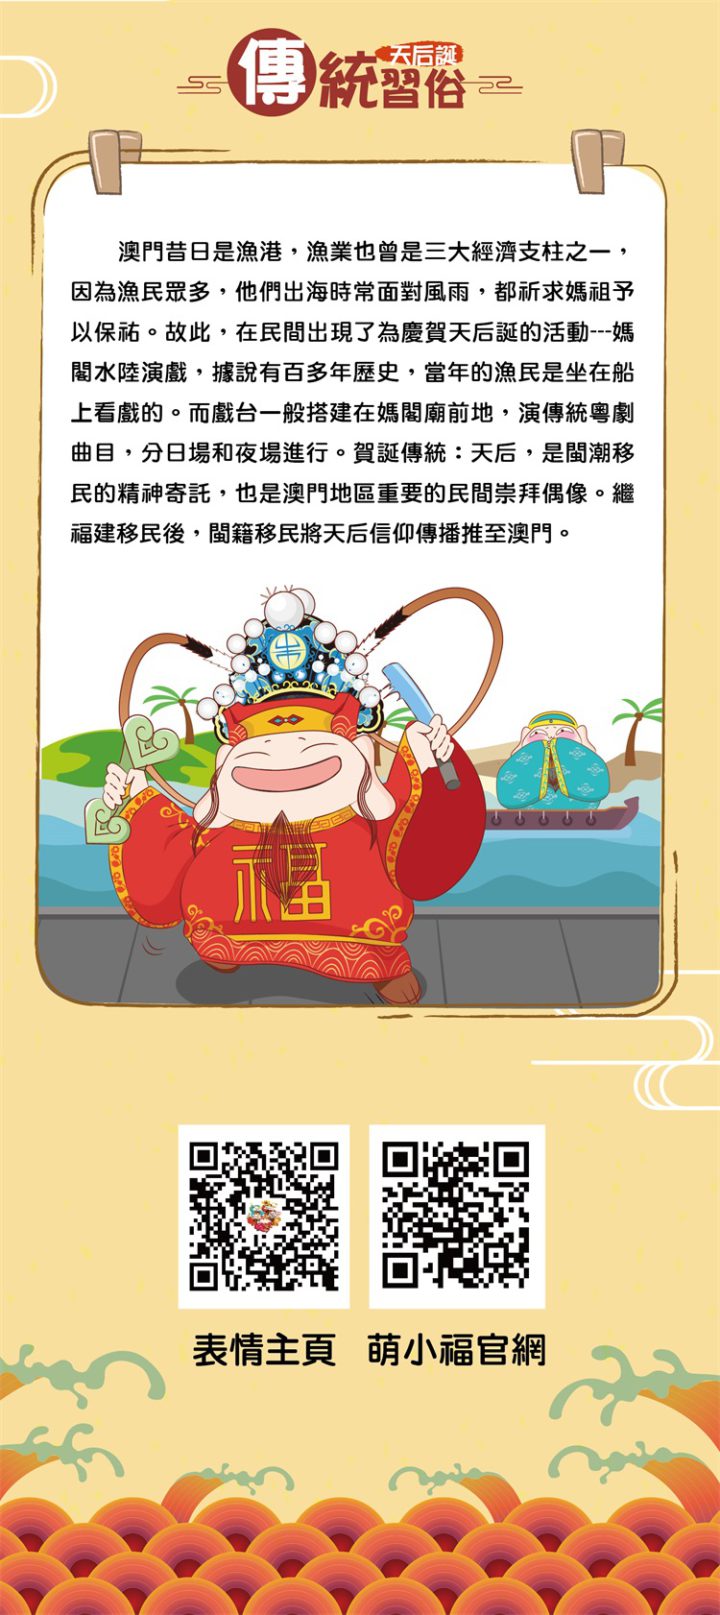 傳統習俗
天后誕
澳門昔日是漁港，漁業也曾是三大經濟支柱之一，
因為漁民眾多，他們出海時常面對風雨，都祈求媽祖予
以保祐。故此，在民間出現了為慶賀天后誕的活動---媽
閣水陸演戲，據說有百多年歷史，當年的漁民是坐在船
上看戲的。而戲台一般搭建在媽閣廟前地，演傳統粵劇
曲目，分日場和夜場進行。賀誕傳統：天后，是閩潮移
民的精神寄託，也是澳門地區重要的民間崇拜偶像。繼
福建移民後，閩籍移民將天后信仰傳播推至澳門。
福
表情主頁 萌小福官網